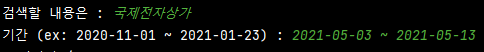 검색할 내용은 : 국제전자상가
기간 (ex: 2020-11-01 ~ 2021-01-23) : 2021-05-03 ~ 2021-05-13